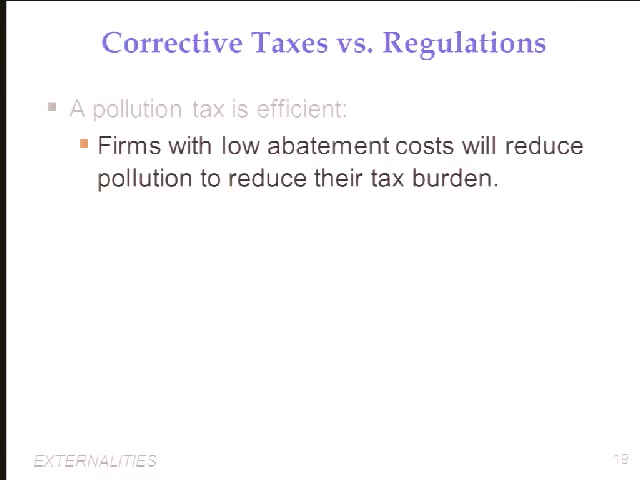 Corrective Taxes vs. Regulations
A pollution tax is efficient:
Firms with low abatement costs will reduce
pollution to reduce their tax burden.
EXTERNALITIES
19